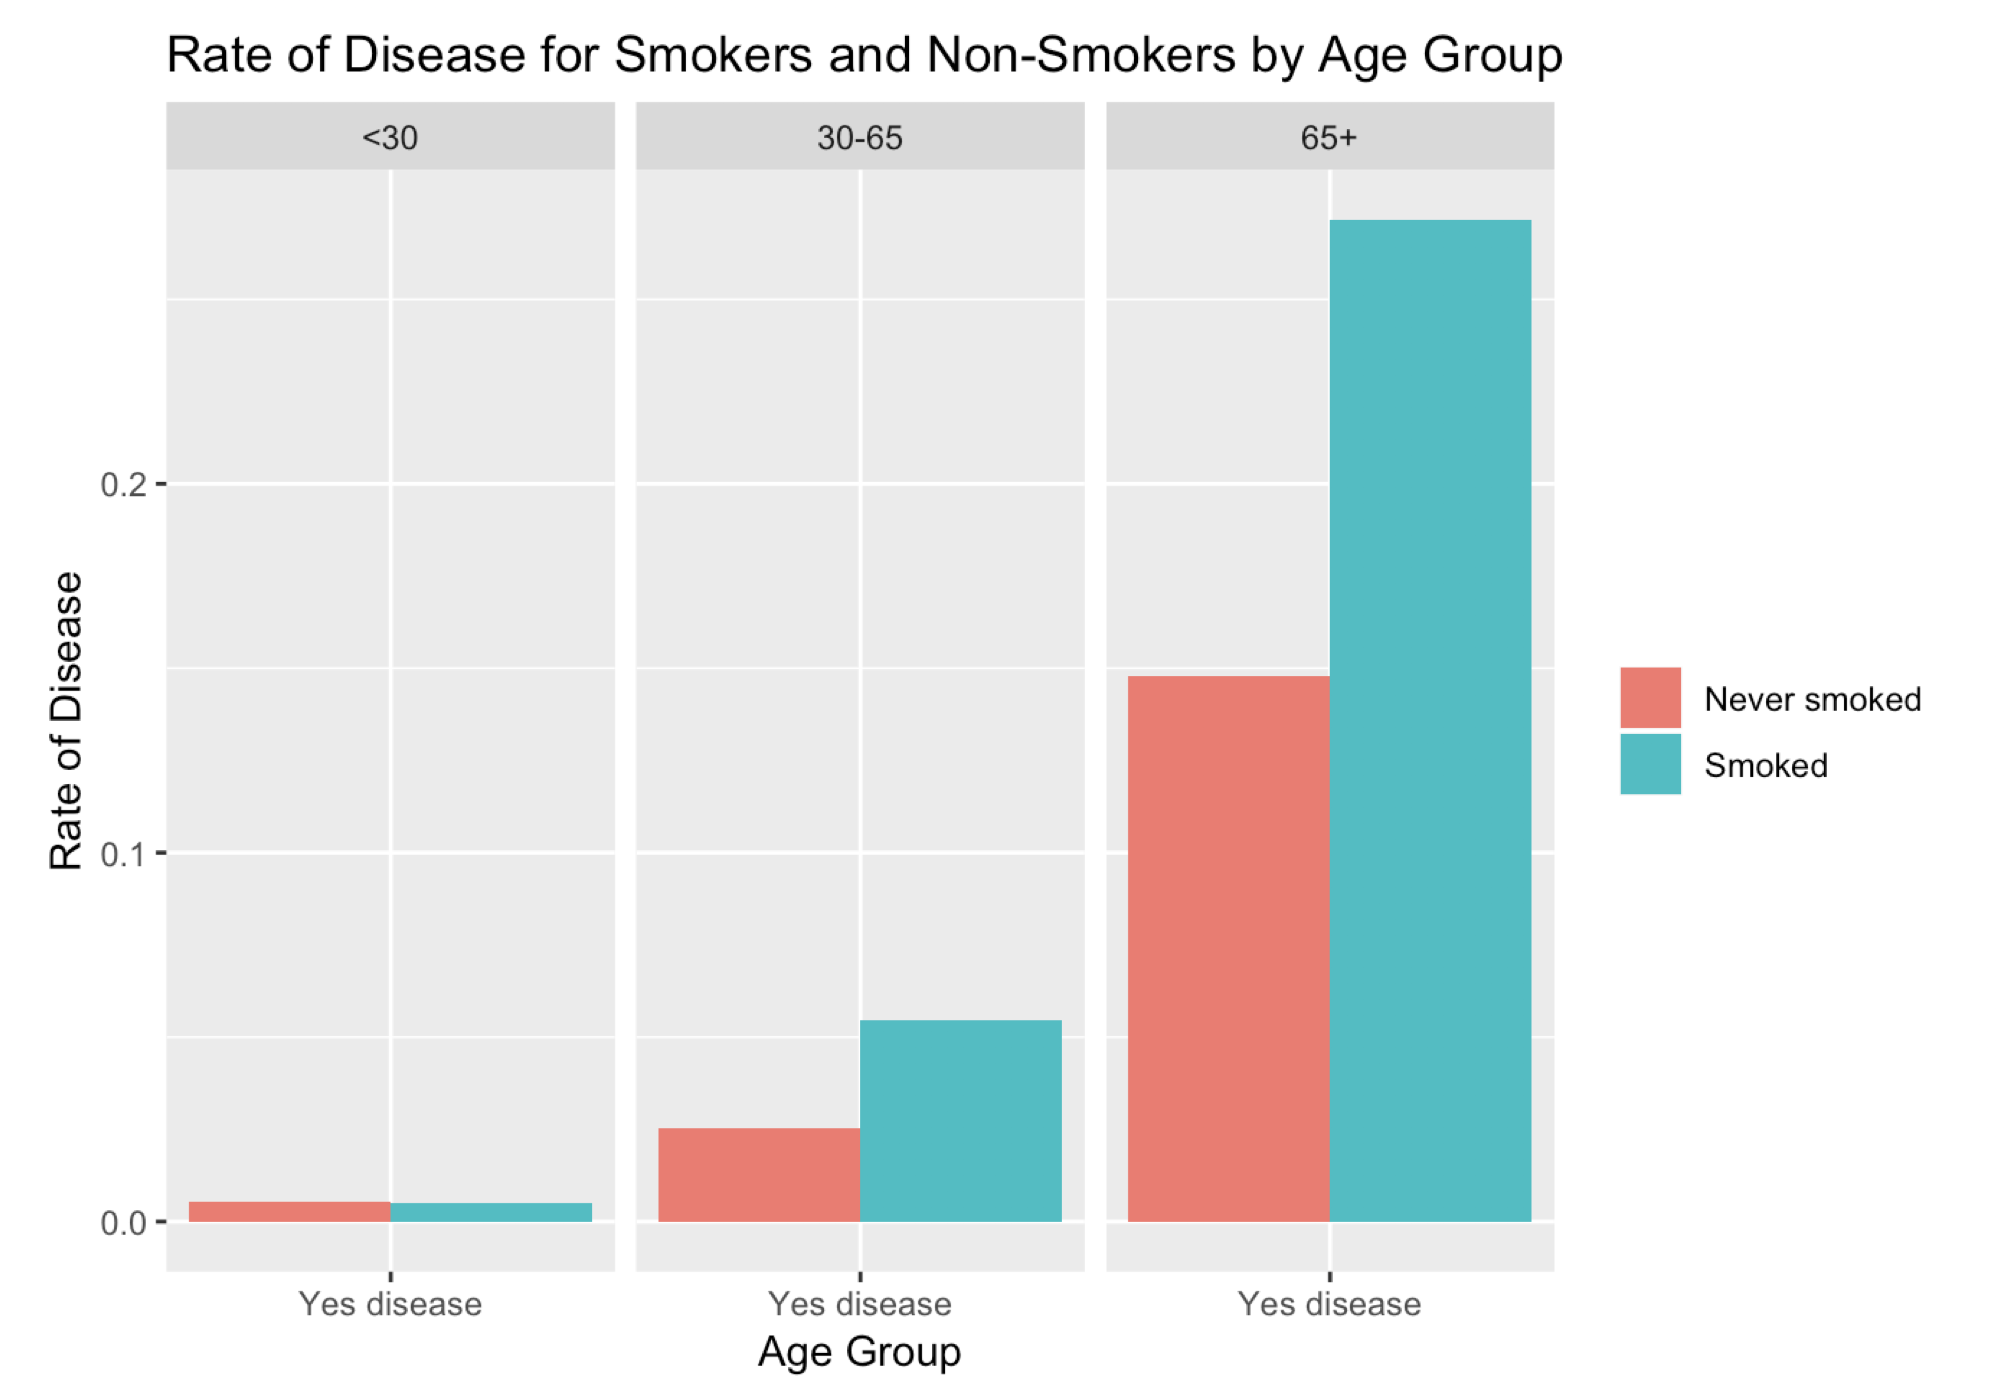 Rate of Disease for Smokers and Non-Smokers by Age Group
<30
30-65
65+
Rate of Disease
0.2
0.1
0.0
Never smoked
Smoked
Yes disease
Yes disease
Yes disease
Age Group